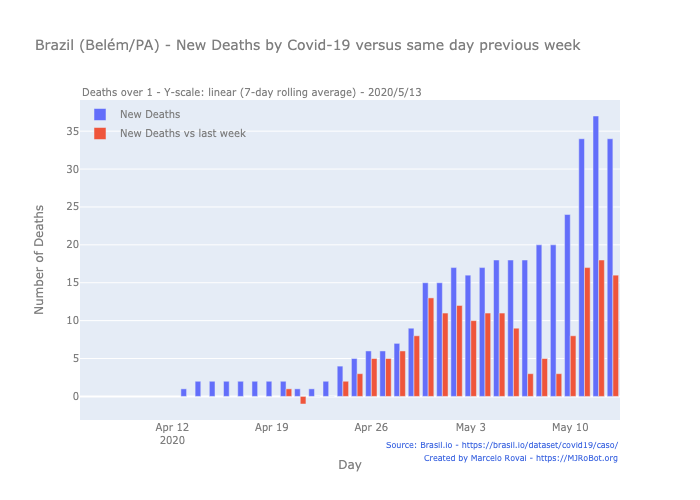 Brazil (Belém/PA) - New Deaths by Covid-19 versus same day previous week
Deaths over 1 - Y-scale: linear (7-day rolling average) - 2020/5/13
New Deaths
New Deaths vs last week
Number of Deaths
35
30
25
20
15
10
5
0
Apr 12
2020
Apr 19
Apr 26
May 3
May 10
Day
Source: Brasil.io - https://brasil.io/dataset/covid19/caso/
Created by Marcelo Rovai - https://MJRoBot.org